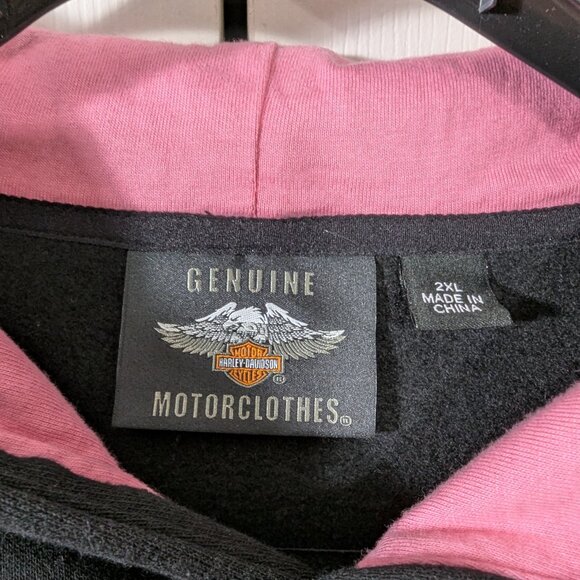 GENUINE
MOTOR
HARLEY-DAVIDSON
CYCLES
MOTORCLOTHES
2XL
MADE IN
CHINA